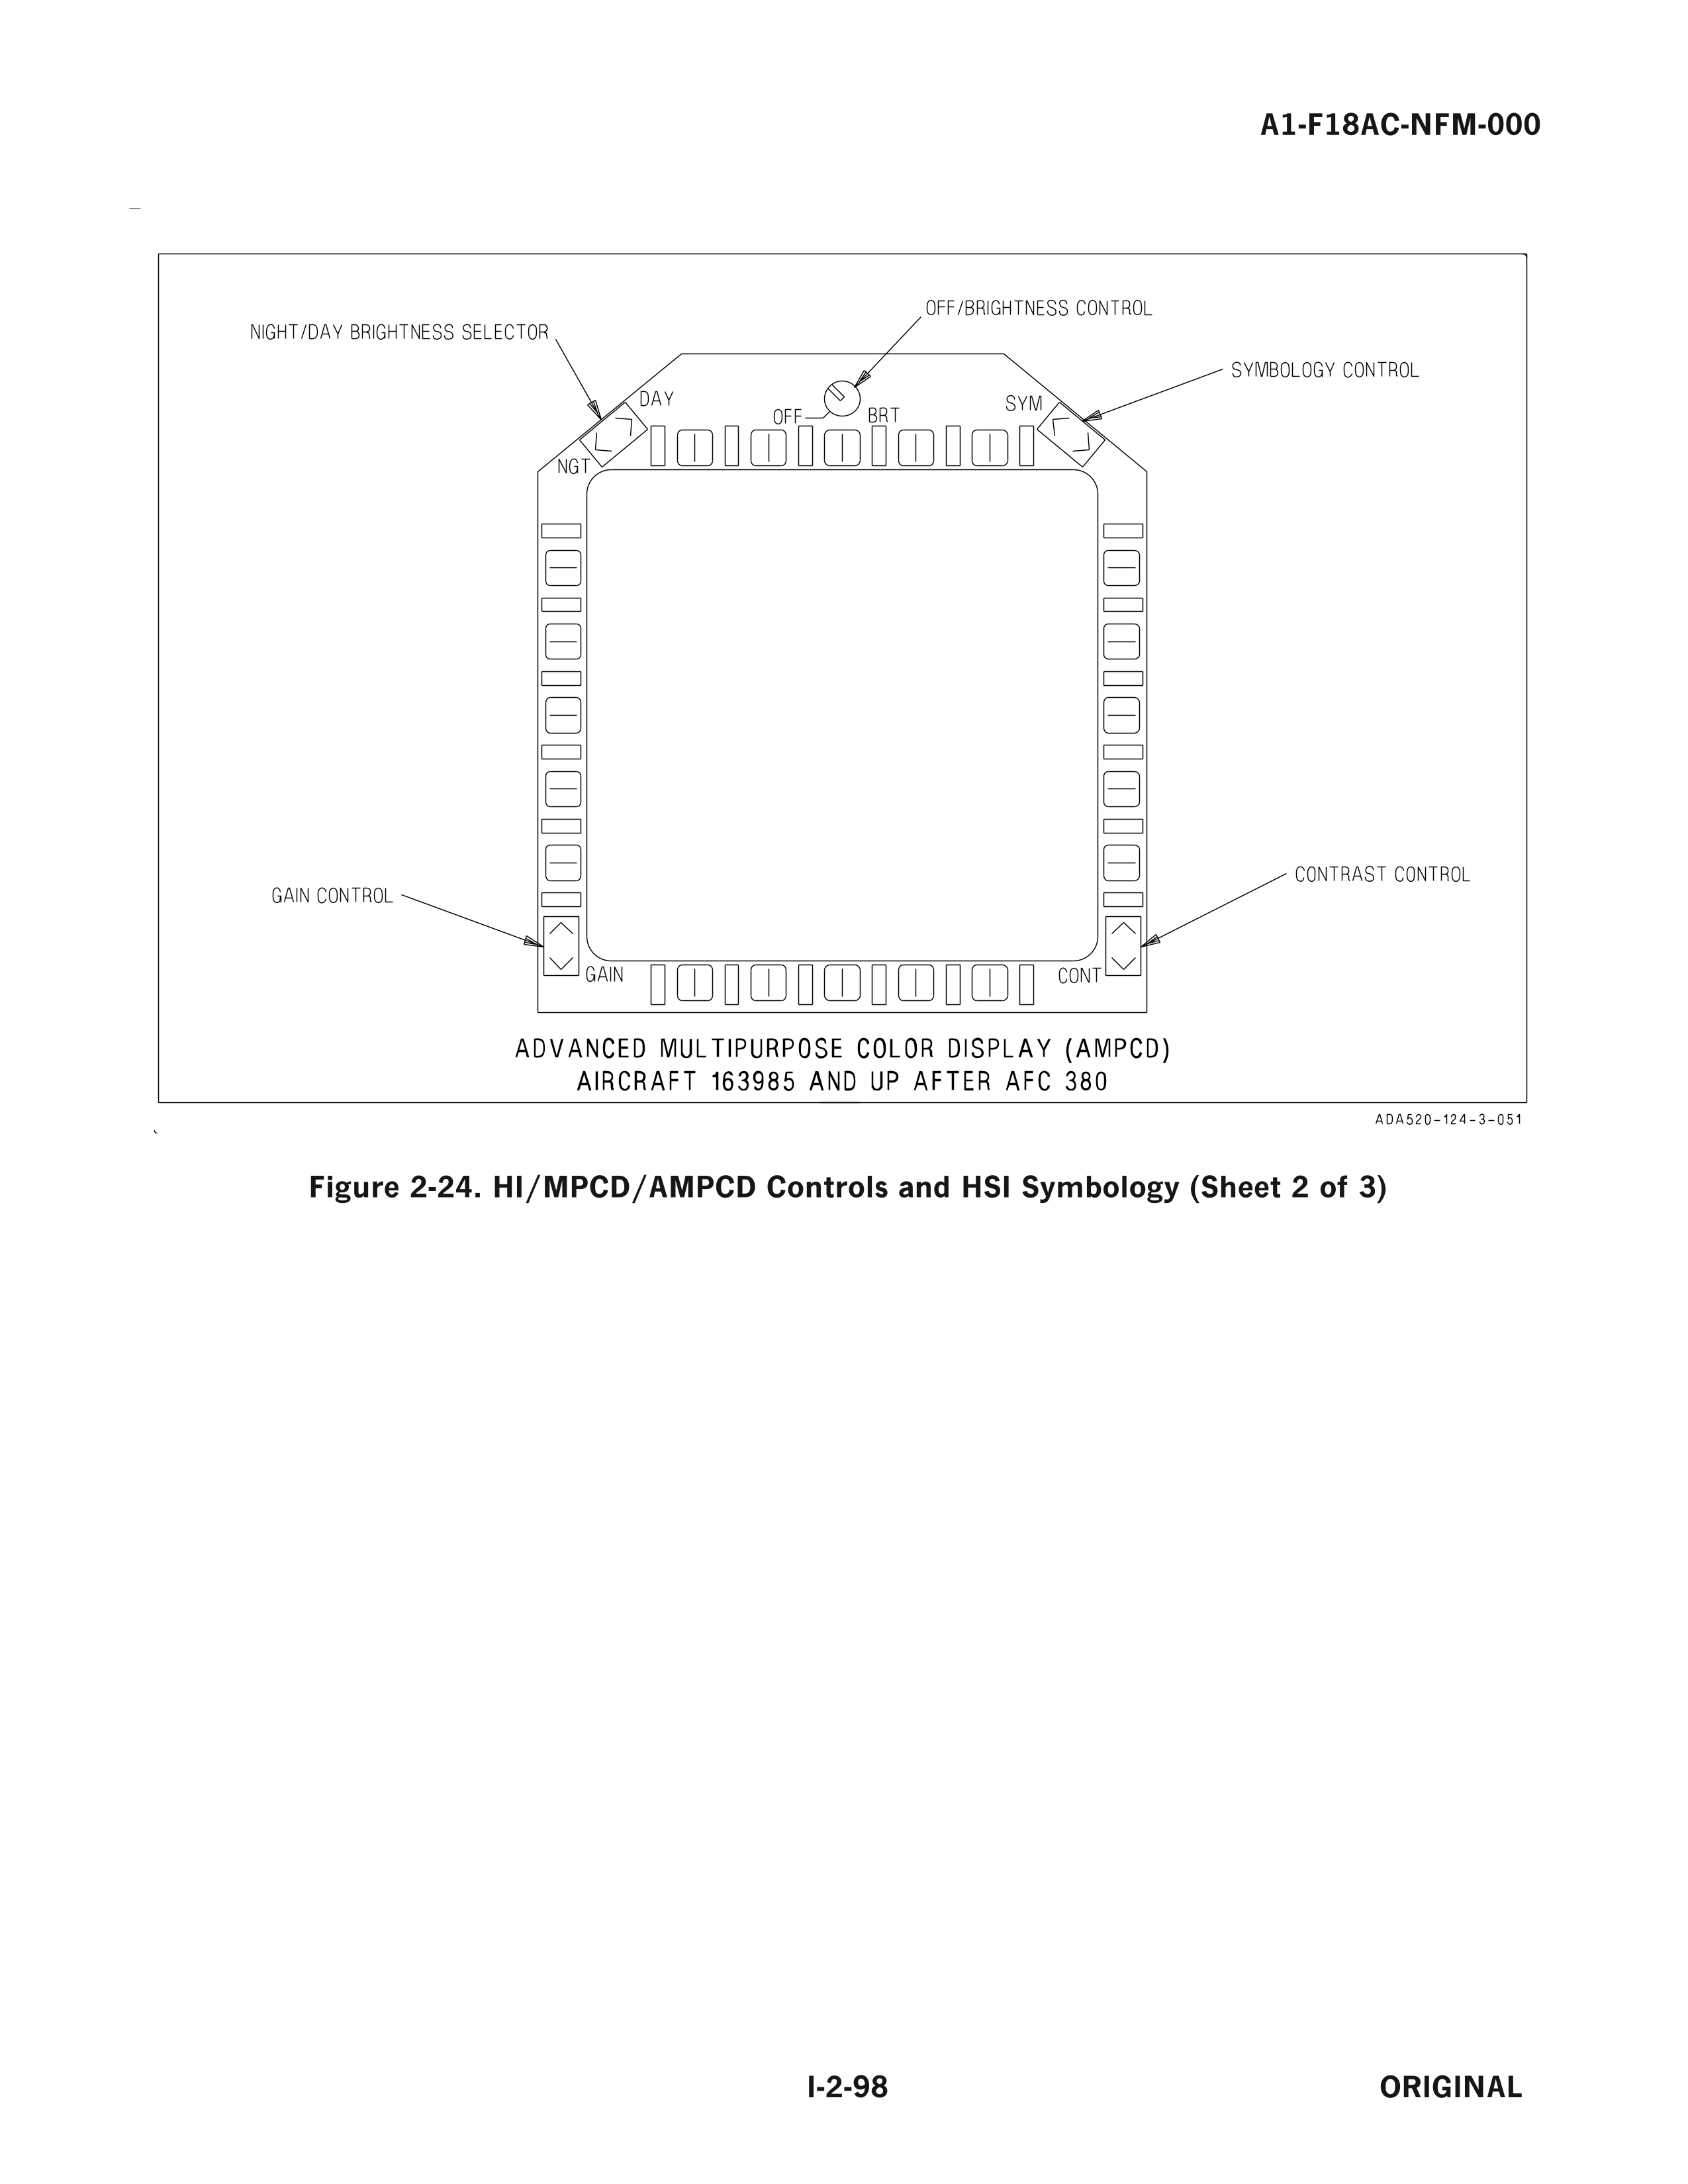 A1-F18AC-NFM-000
OFF/BRIGHTNESS CONTROL
NIGHT/DAY BRIGHTNESS SELECTOR
SYMBOLOGY CONTROL
DAY
SYM
OFF
BRT
NGT
CONTRAST CONTROL
GAIN CONTROL
GAIN
CONT
ADVANCED MULTIPURPOSE COLOR DISPLAY (AMPCD)
AIRCRAFT 163985 AND UP AFTER AFC 380
ADA520-124-3-051
Figure 2-24. HI/MPCD/AMPCD Controls and HSI Symbology (Sheet 2 of 3)
I-2-98
ORIGINAL